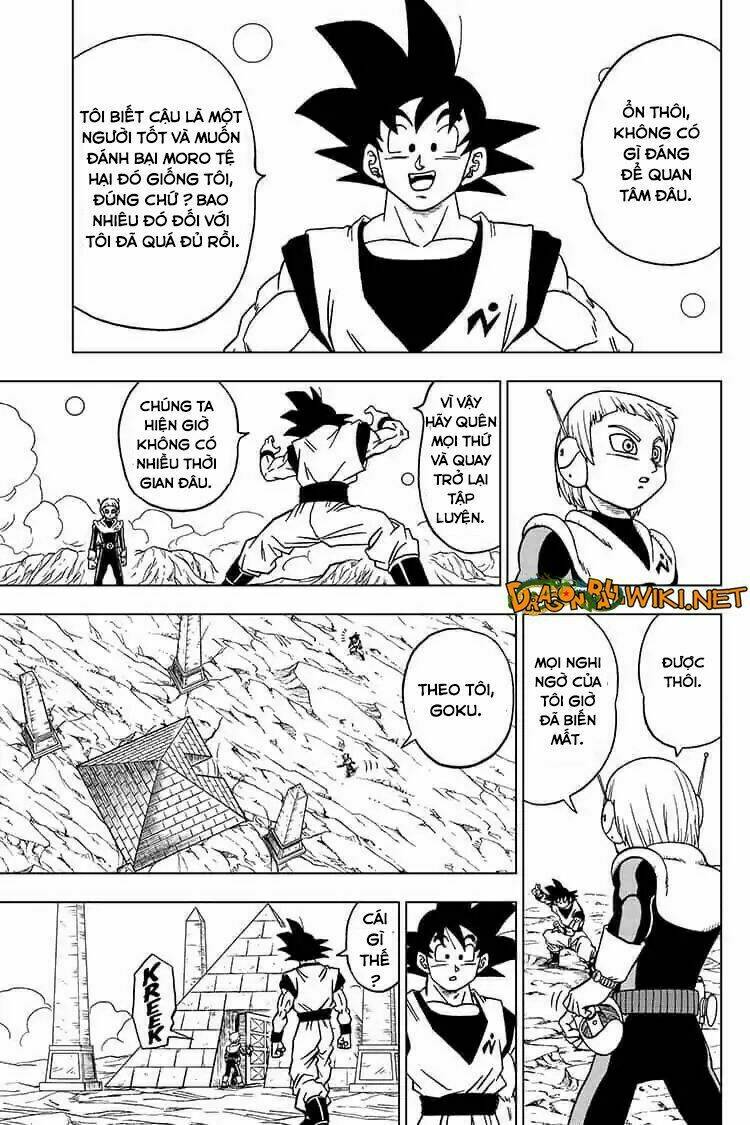 ỔN THÔI,
KHÔNG CÓ
GÌ ĐÁNG
ĐỂ QUAN
TÂM ĐÂU.
TÔI BIẾT CẬU LÀ MỘT
NGƯỜI TỐT VÀ MUỐN
ĐÁNH BẠI MORO TỆ
HẠI ĐÓ GIỐNG TÔI,
ĐÚNG CHỨ ? BAO
NHIÊU ĐÓ ĐỐI VỚI
TÔI ĐÃ QUÁ ĐỦ RỒI.
VÌ VẬY
HÃY QUÊN
MỌI THỨ
VÀ QUAY
TRỞ LẠI
TẬP
LUYỆN.
CHÚNG TA
HIỆN GIỜ
KHÔNG CÓ
NHIỀU THỜI
GIAN ĐÂU.
DRAGON BALL WIKI.NET
ĐƯỢC
THÔI.
MỌI NGHI
NGỜ CỦA
TÔI GIỜ
ĐÃ BIẾN
MẤT.
THEO TÔI,
GOKU.
CÁI
GÌ
THẾ
?
KREEK